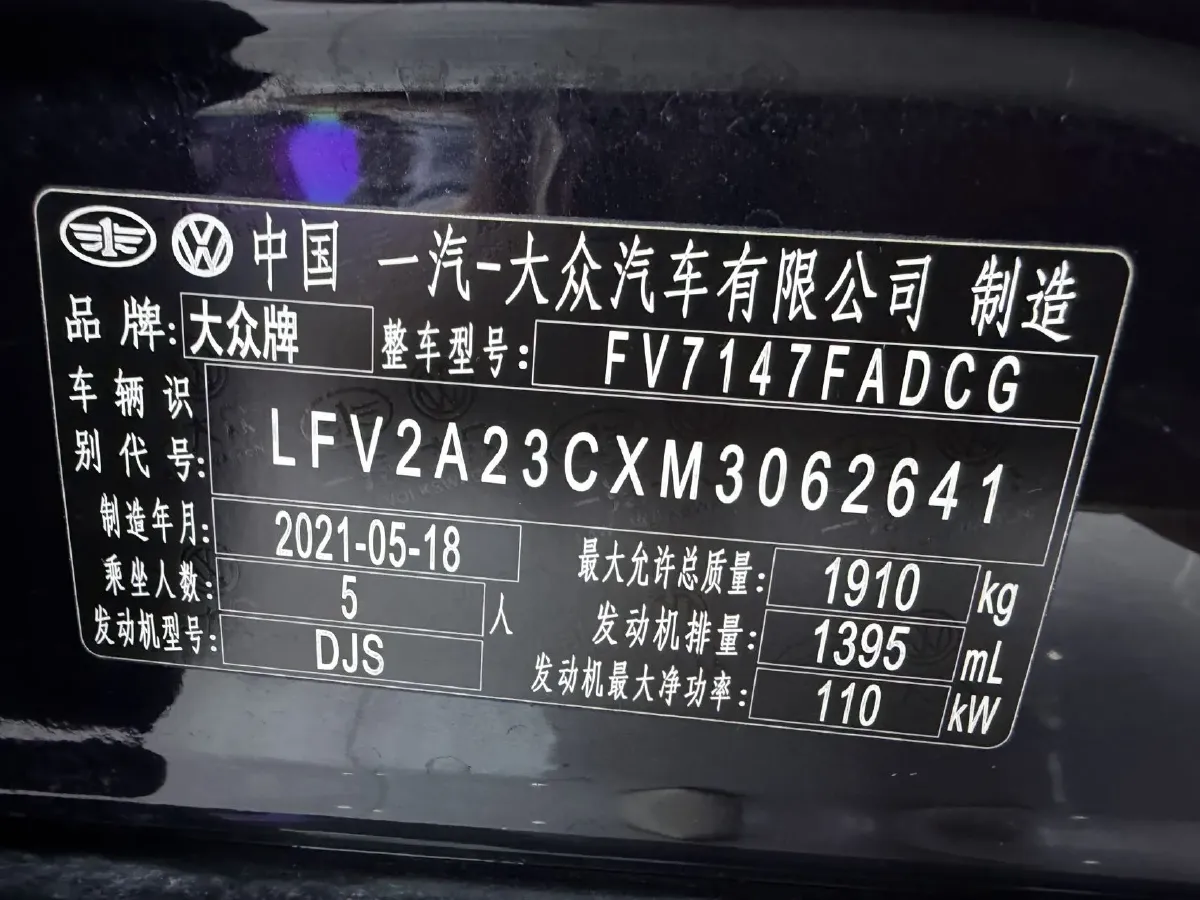 中国 一汽-大众汽车有限公司 制造
品牌: 大众牌 整车型号: FV7147FADCG
车辆识别代号: LFV2A23CXM3062641
制造年月: 2021-05-18
最大允许总质量: 1910 kg
乘坐人数: 5 人
发动机排量: 1395 mL
发动机型号: DJS
发动机最大净功率: 110 kW